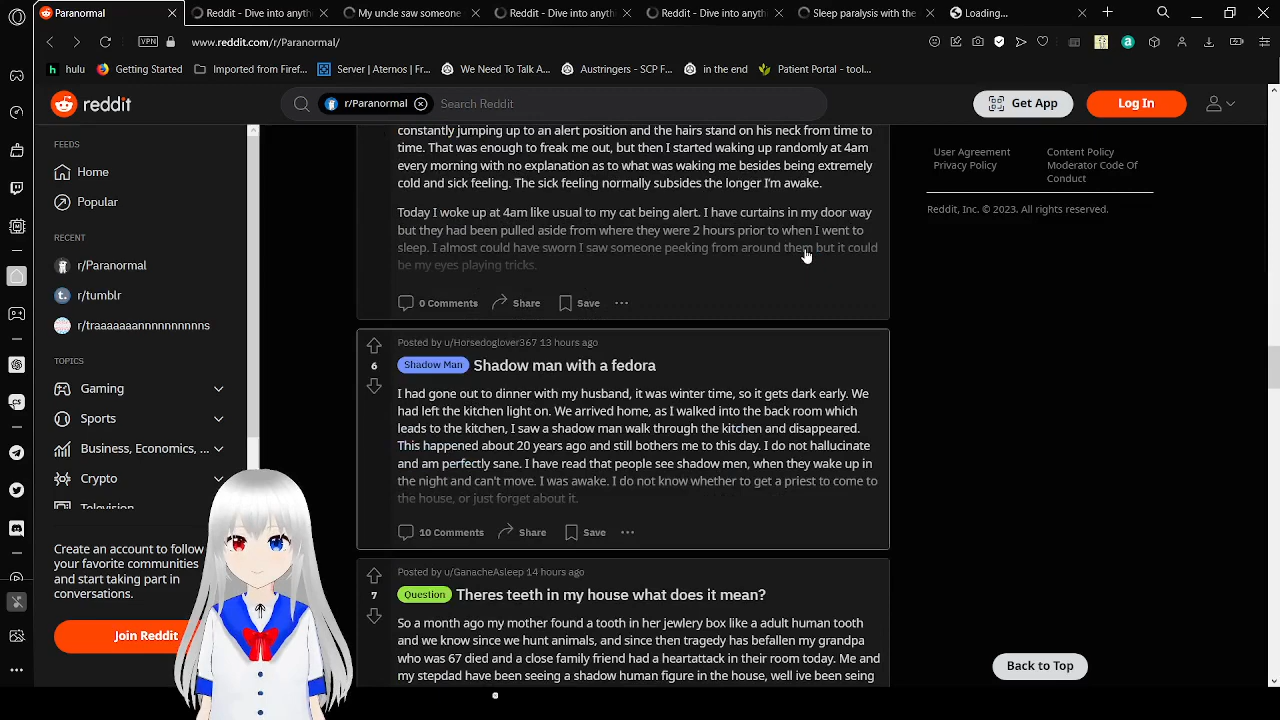 Paranormal
Reddit - Dive into anyth
My uncle saw someone
Reddit - Dive into anyth
Reddit - Dive into anyth
Sleep paralysis with the
Loading...
VPN
www.reddit.com/r/Paranormal/
hulu
Getting Started
Imported from Firef...
Server | Aternos | Fr...
We Need To Talk A...
Austringers - SCP F...
in the end
Patient Portal - tool...
reddit
r/Paranormal
Search Reddit
Get App
Log In
FEEDS
Home
Popular
RECENT
r/Paranormal
r/tumblr
r/traaaaaaannnnnnnnnns
TOPICS
Gaming
Sports
Business, Economics, ...
Crypto
Television
Create an account to follow
your favorite communities
and start taking part in
conversations.
Join Reddit
constantly jumping up to an alert position and the hairs stand on his neck from time to
time. That was enough to freak me out, but then I started waking up randomly at 4am
every morning with no explanation as to what was waking me besides being extremely
cold and sick feeling. The sick feeling normally subsides the longer I'm awake.
Today I woke up at 4am like usual to my cat being alert. I have curtains in my door way
but they had been pulled aside from where they were 2 hours prior to when I went to
sleep. I almost could have sworn I saw someone peeking from around them but it could
be my eyes playing tricks.
0 Comments
Share
Save
Posted by u/Horsedoglover367 13 hours ago
6
Shadow Man
Shadow man with a fedora
I had gone out to dinner with my husband, it was winter time, so it gets dark early. We
had left the kitchen light on. We arrived home, as I walked into the back room which
leads to the kitchen, I saw a shadow man walk through the kitchen and disappeared.
This happened about 20 years ago and still bothers me to this day. I do not hallucinate
and am perfectly sane. I have read that people see shadow men, when they wake up in
the night and can't move. I was awake. I do not know whether to get a priest to come to
the house, or just forget about it.
10 Comments
Share
Save
Posted by u/GanacheAsleep 14 hours ago
7
Question
Theres teeth in my house what does it mean?
So a month ago my mother found a tooth in her jewlery box like a adult human tooth
and we know since we hunt animals, and since then tragedy has befallen my grandpa
who was 67 died and a close family friend had a heartattack in their room today. Me and
my stepdad have been seeing a shadow human figure in the house, well ive been seing
User Agreement
Privacy Policy
Content Policy
Moderator Code Of
Conduct
Reddit, Inc. © 2023. All rights reserved.
Back to Top